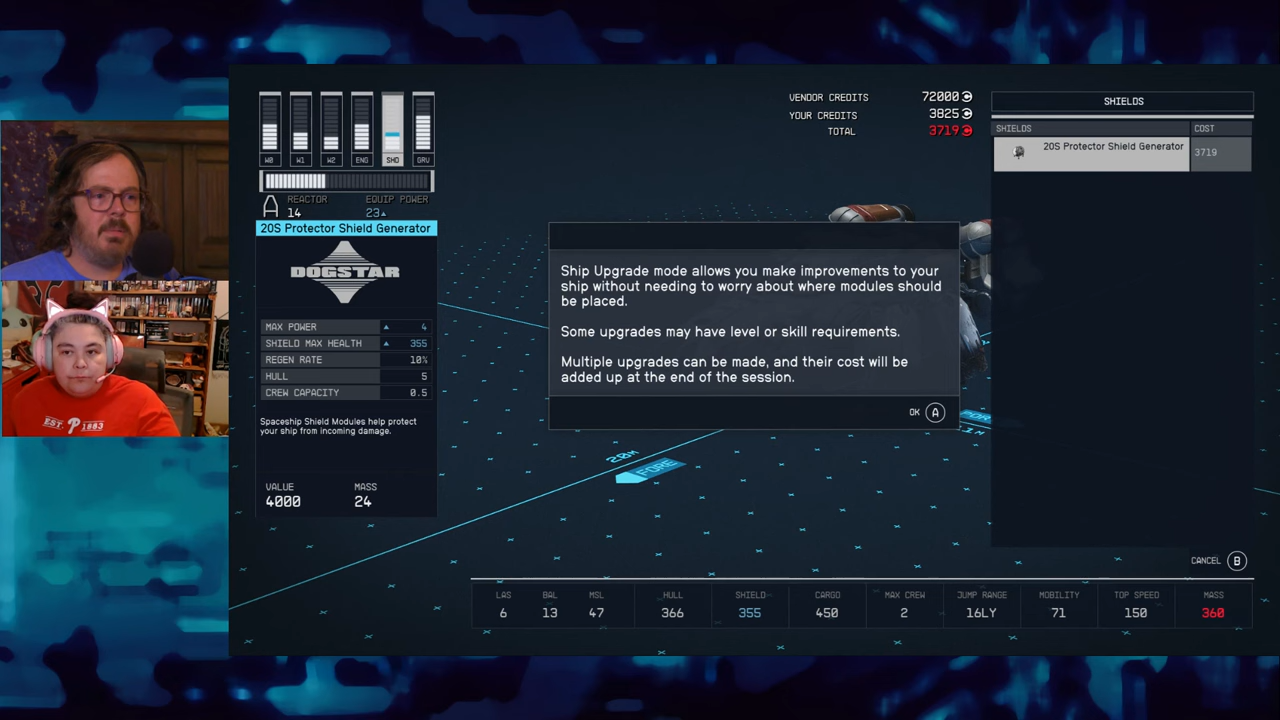 VENDOR CREDITS 72000
YOUR CREDITS 3825
TOTAL 3719
W0 W1 W2 ENG SHD GRV
A
REACTOR
14
EQUIP POWER
23
20S Protector Shield Generator
DOGSTAR
MAX POWER 4
SHIELD MAX HEALTH 355
REGEN RATE 10%
HULL 5
CREW CAPACITY 0.5
Spaceship Shield Modules help protect
your ship from incoming damage.
VALUE
4000
MASS
24
Ship Upgrade mode allows you make improvements to your
ship without needing to worry about where modules should
be placed.
Some upgrades may have level or skill requirements.
Multiple upgrades can be made, and their cost will be
added up at the end of the session.
OK A
SHIELDS
SHIELDS COST
20S Protector Shield Generator 3719
20M
FORE
CANCEL B
LAS BAL MSL HULL SHIELD CARGO MAX CREW JUMP RANGE MOBILITY TOP SPEED MASS
6 13 47 366 355 450 2 16LY 71 150 360
EST. P 1883